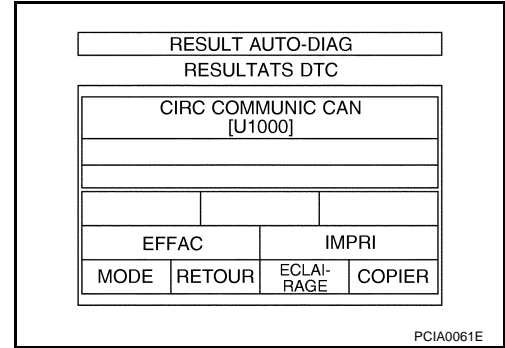 RESULT AUTO-DIAG
RESULTATS DTC
CIRC COMMUNIC CAN
[U1000]
EFFAC IMPRI
MODE RETOUR ECLAI-
RAGE COPIER
PCIA0061E